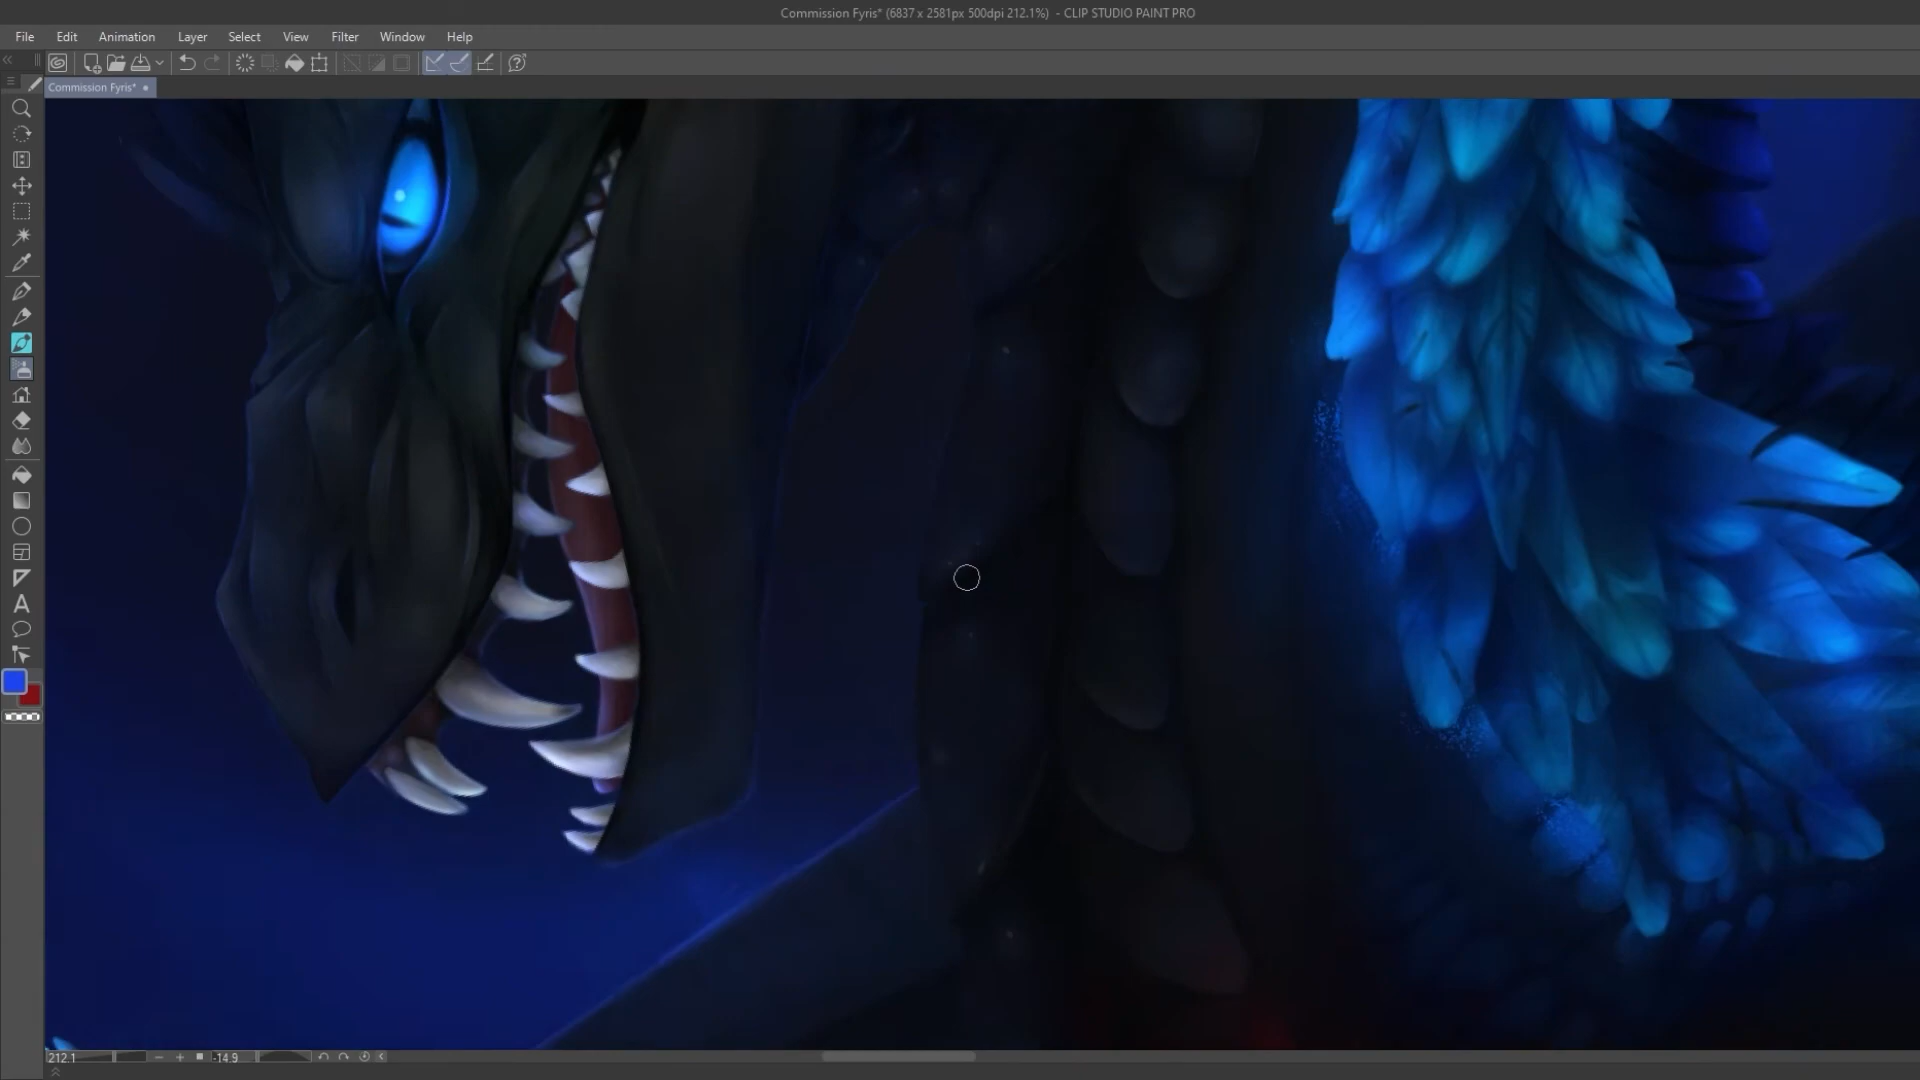 Commission Fyris* (6837 x 2581px 500dpi 212.1%) - CLIP STUDIO PAINT PRO
File Edit Animation Layer Select View Filter Window Help
Commission Fyris*
A
212.1 -14.9